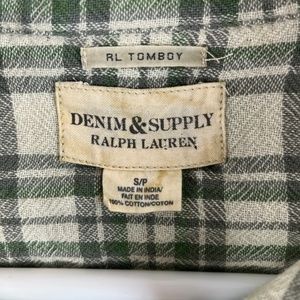 RL TOMBOY
DENIM & SUPPLY
RALPH LAUREN
S/P
MADE IN INDIA/
FAIT EN INDE
100% COTTON/COTON